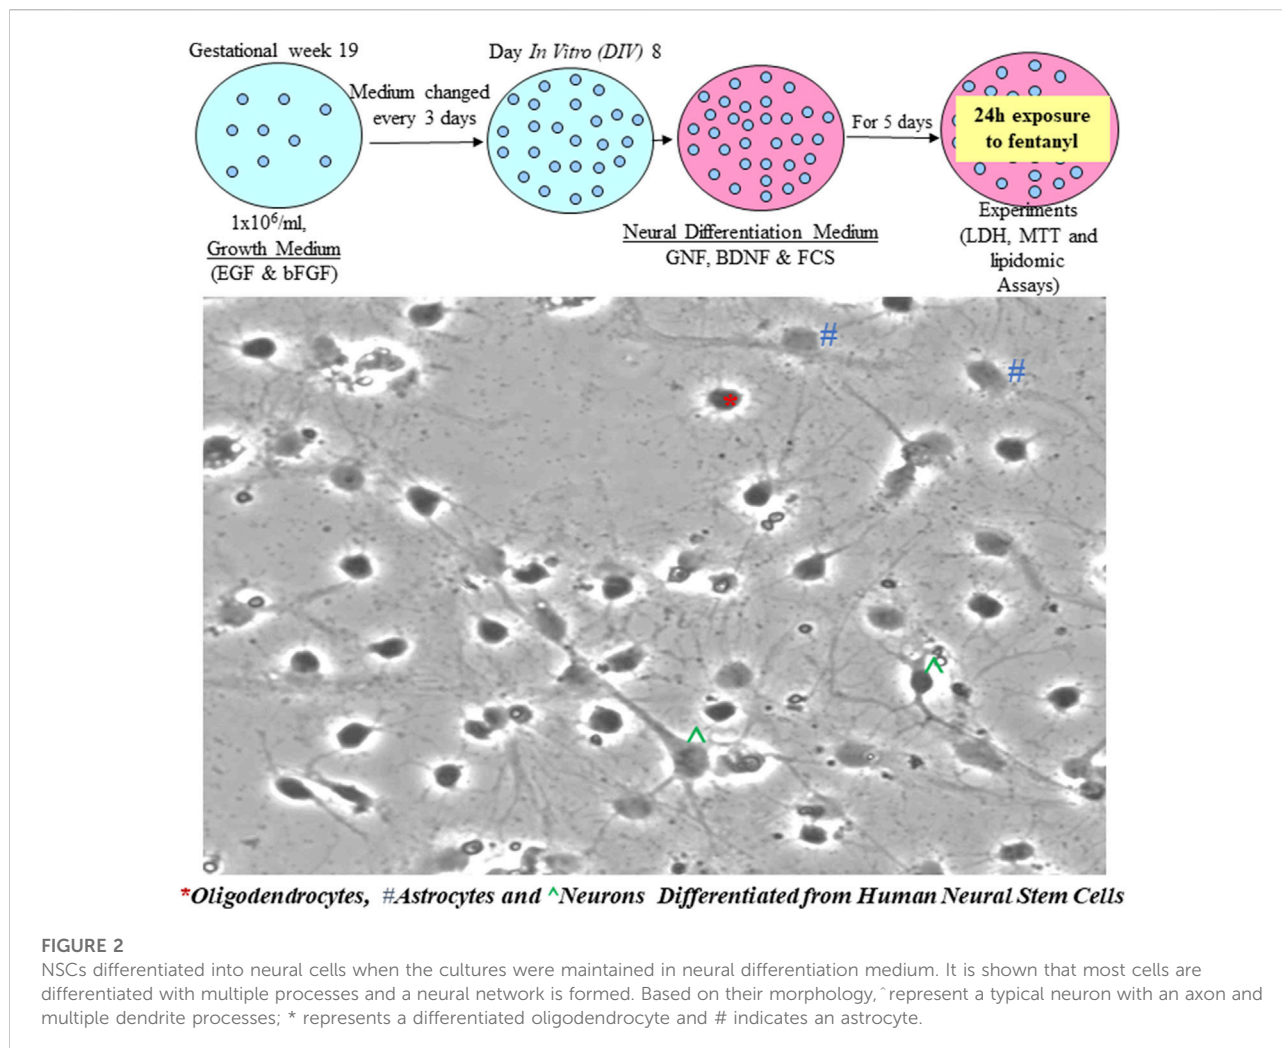 Gestational week 19
Day In Vitro (DIV) 8
Medium changed
every 3 days
For 5 days
24h exposure
to fentanyl
1x10⁶/ml,
Growth Medium
(EGF & bFGF)
Neural Differentiation Medium
GNF, BDNF & FCS
Experiments
(LDH, MTT and
lipidomic
Assays)
#
#
*
^
^
*Oligodendrocytes, #Astrocytes and ^Neurons Differentiated from Human Neural Stem Cells
FIGURE 2
NSCs differentiated into neural cells when the cultures were maintained in neural differentiation medium. It is shown that most cells are
differentiated with multiple processes and a neural network is formed. Based on their morphology, ^ represent a typical neuron with an axon and
multiple dendrite processes; * represents a differentiated oligodendrocyte and # indicates an astrocyte.